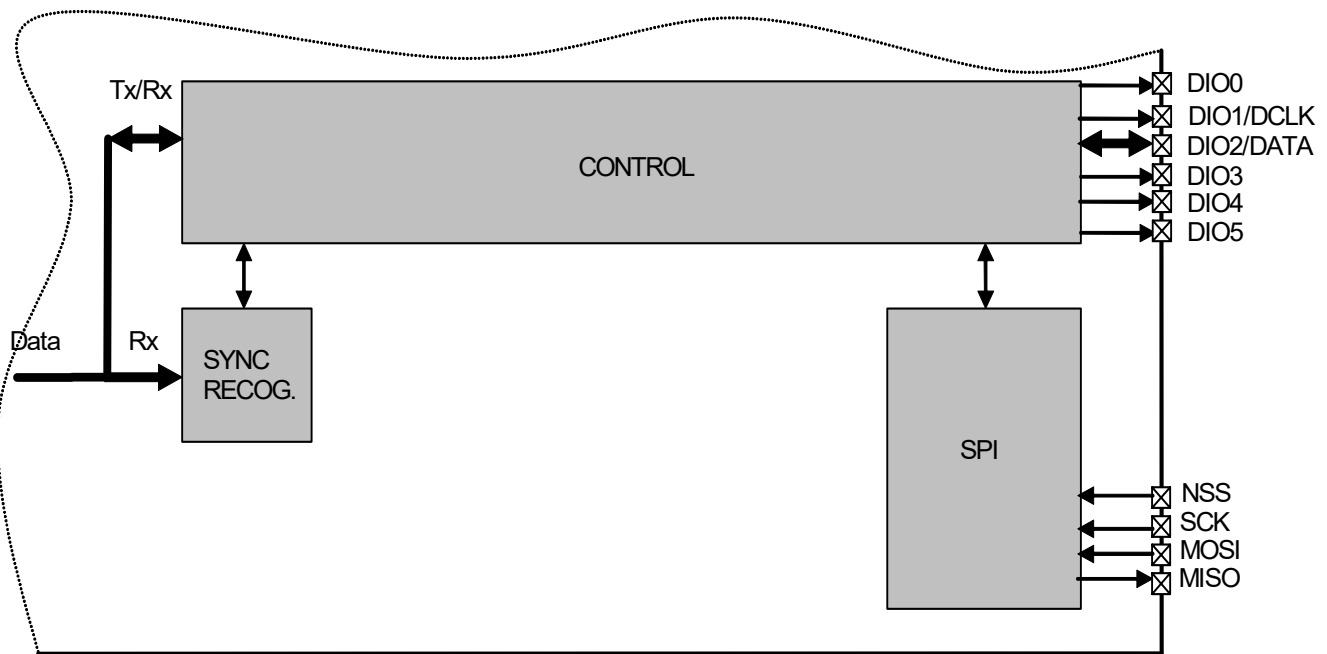 Tx/Rx
CONTROL
DIO0
DIO1/DCLK
DIO2/DATA
DIO3
DIO4
DIO5
Data
Rx
SYNC
RECOG.
SPI
NSS
SCK
MOSI
MISO